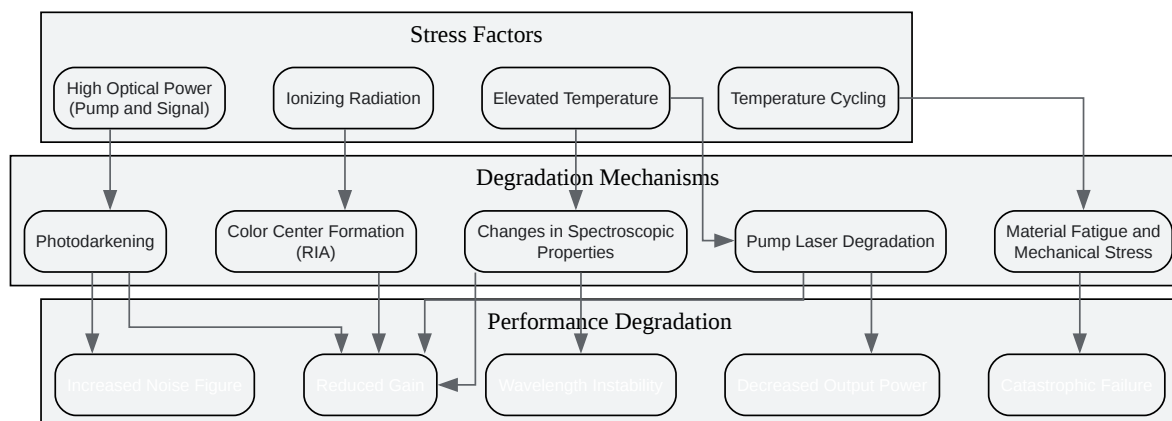 Stress Factors
High Optical Power
(Pump and Signal)
Ionizing Radiation
Elevated Temperature
Temperature Cycling
Degradation Mechanisms
Photodarkening
Color Center Formation
(RIA)
Changes in Spectroscopic
Properties
Pump Laser Degradation
Material Fatigue and
Mechanical Stress
Performance Degradation
Increased Noise Figure
Reduced Gain
Wavelength Instability
Decreased Output Power
Catastrophic Failure